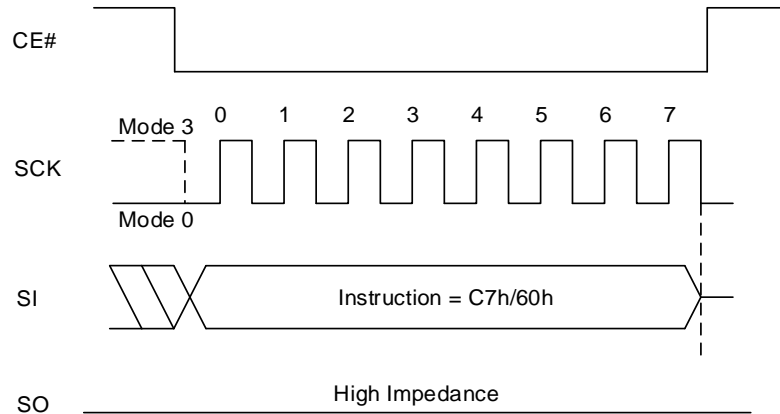 CE#
0 1 2 3 4 5 6 7
Mode 3
SCK
Mode 0
SI
Instruction = C7h/60h
High Impedance
SO